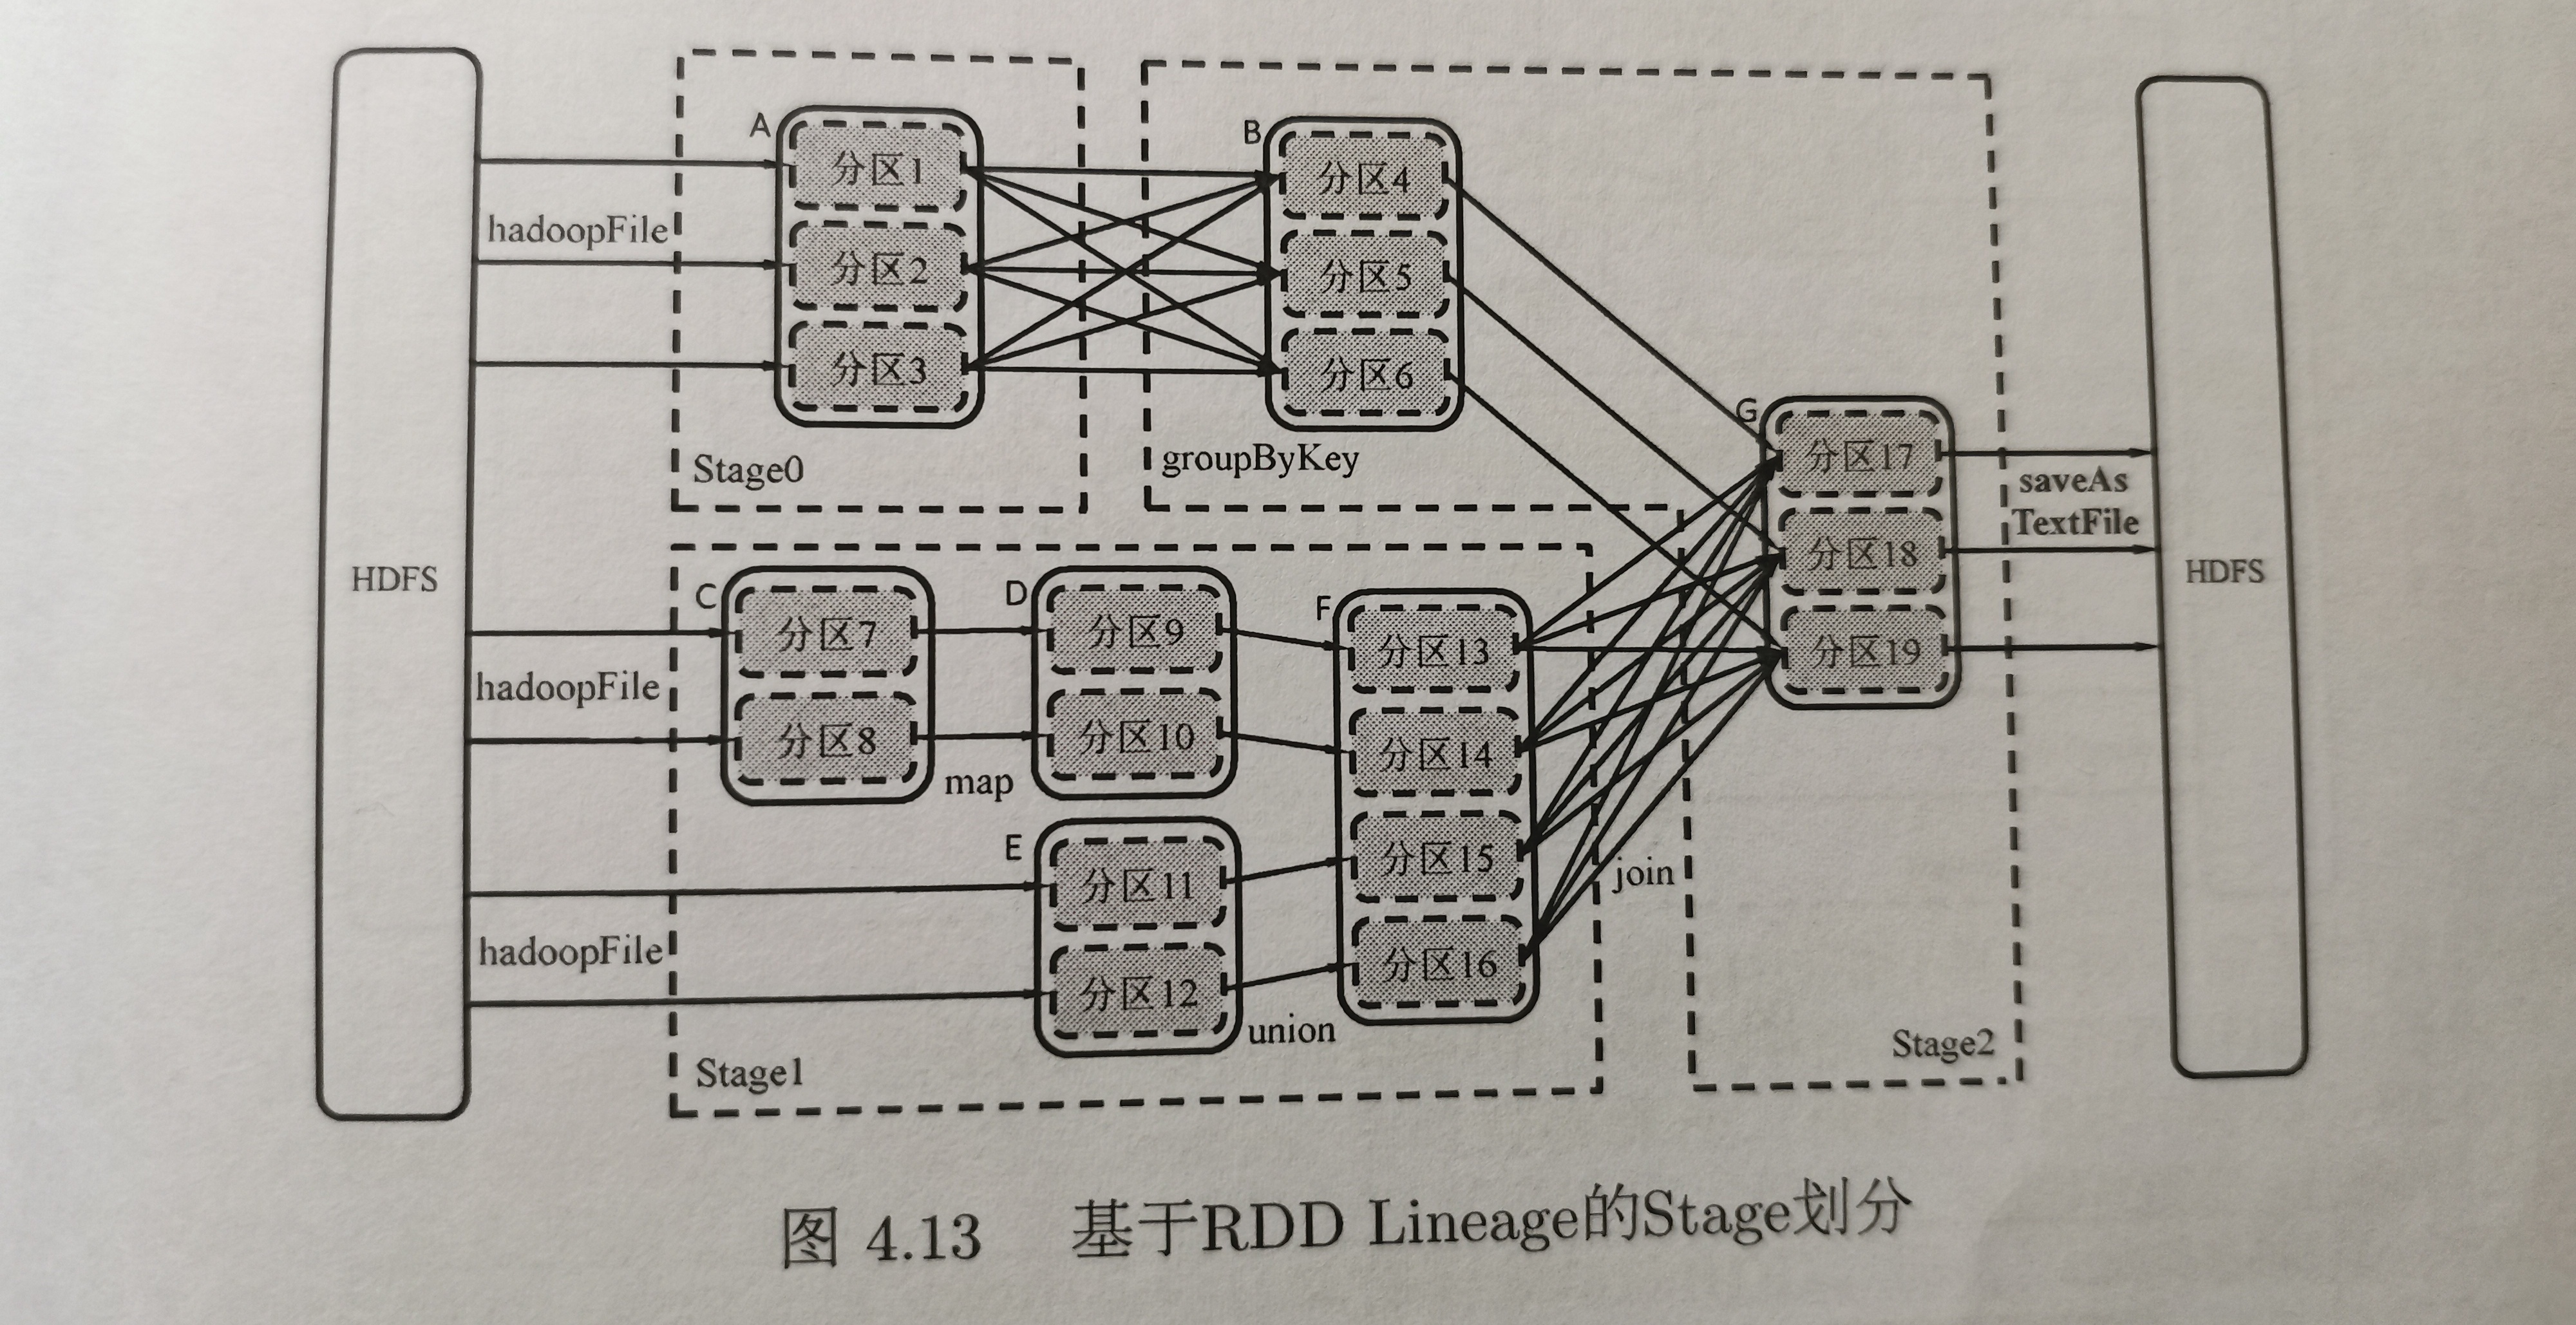 HDFS
hadoopFile
hadoopFile
hadoopFile
A
分区1
分区2
分区3
Stage0
B
分区4
分区5
分区6
groupByKey
C
分区7
分区8
map
D
分区9
分区10
E
分区11
分区12
union
F
分区13
分区14
分区15
分区16
Stage1
join
G
分区17
分区18
分区19
Stage2
saveAs
TextFile
HDFS
图 4.13 基于RDD Lineage的Stage划分